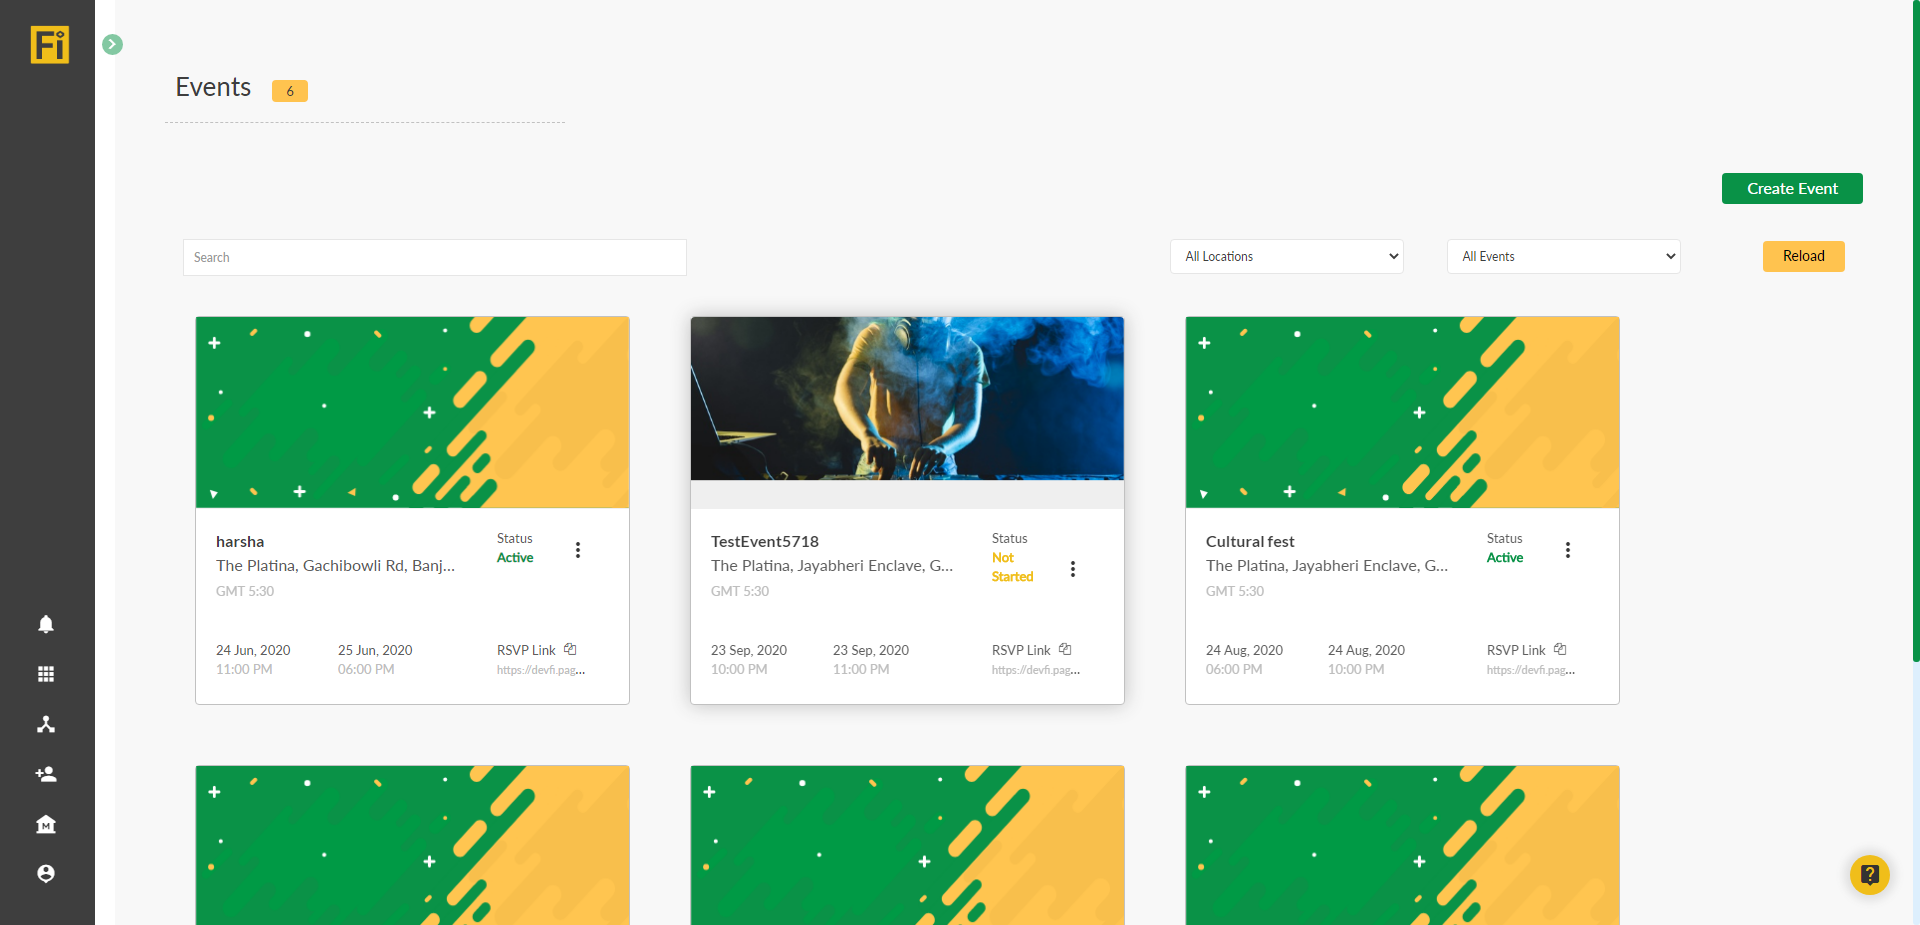 Fi
Events 6
Create Event
Search
All Locations
All Events
Reload
harsha
The Platina, Gachibowli Rd, Banj...
GMT 5:30
Status
Active
24 Jun, 2020
11:00 PM
25 Jun, 2020
06:00 PM
RSVP Link
https://devfi.pag...
TestEvent5718
The Platina, Jayabheri Enclave, G...
GMT 5:30
Status
Not
Started
23 Sep, 2020
10:00 PM
23 Sep, 2020
11:00 PM
RSVP Link
https://devfi.pag...
Cultural fest
The Platina, Jayabheri Enclave, G...
GMT 5:30
Status
Active
24 Aug, 2020
06:00 PM
24 Aug, 2020
10:00 PM
RSVP Link
https://devfi.pag...
M
?